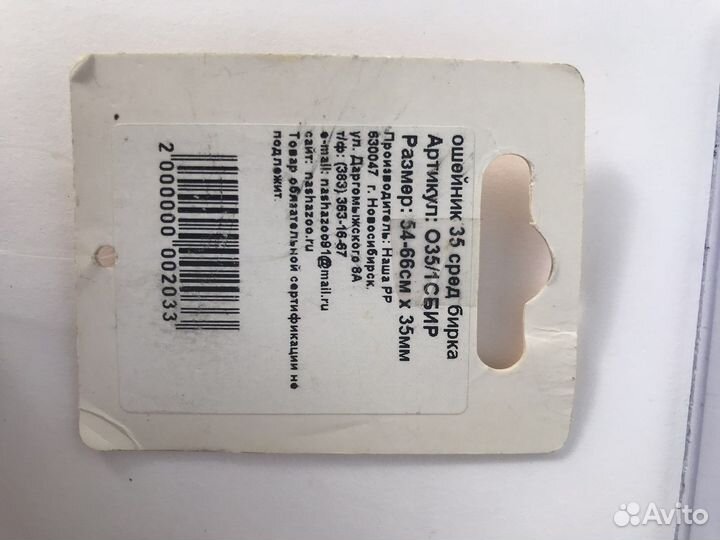 ошейник 35 сред бирка
Артикул: О35/1СБИР
Размер: 54-66см х 35мм
Производитель: Наша РР
630047 г. Новосибирск,
ул. Даргомыжского 8А
т/ф: (383) 363-16-67
e-mail: nashazoo91@mail.ru
сайт: nashazoo.ru
Товар обязательной сертификации не
подлежит.
2 000000 002033
Avito